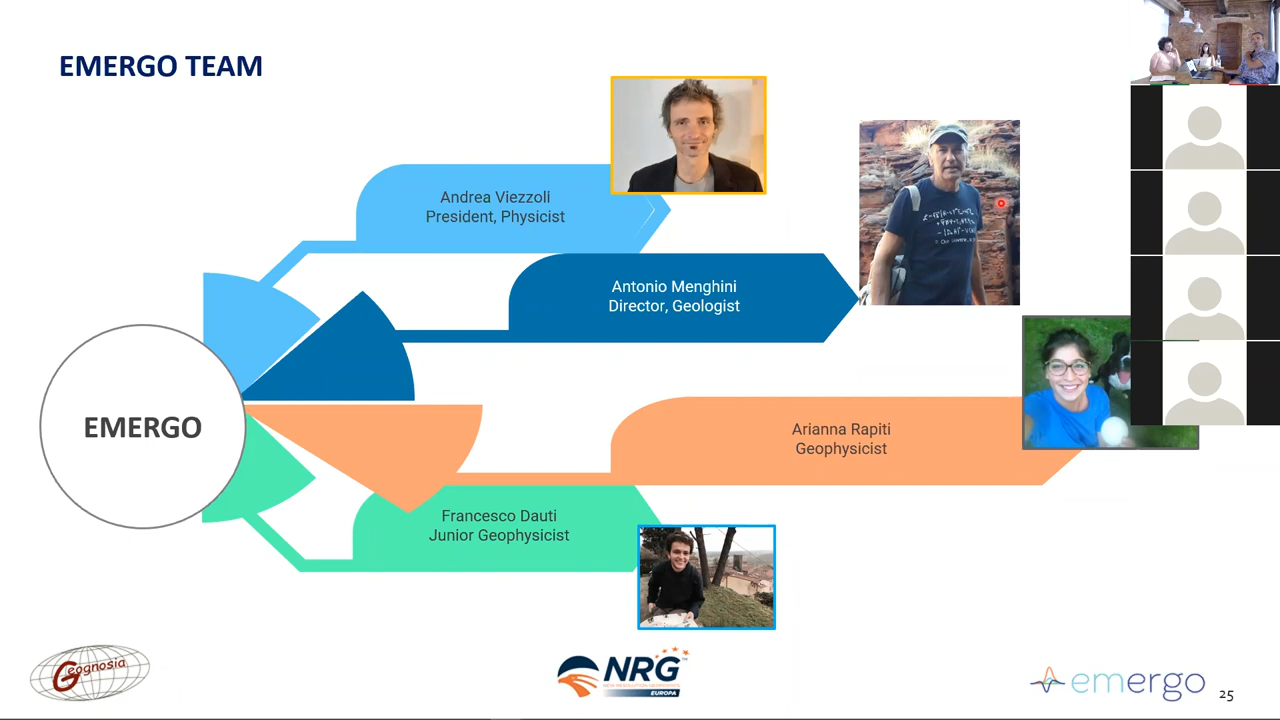 EMERGO TEAM
Andrea Viezzoli
President, Physicist
Antonio Menghini
Director, Geologist
EMERGO
Arianna Rapiti
Geophysicist
Francesco Dauti
Junior Geophysicist
Geognosia
NRG
EUROPA
emergo
25